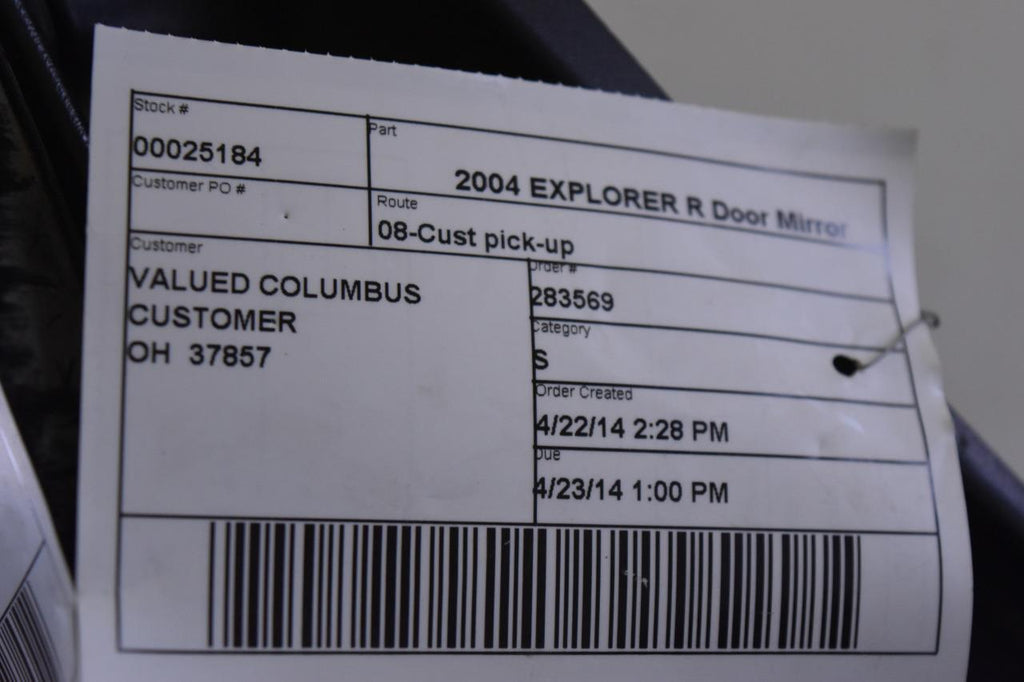 Stock #
00025184
Part
2004 EXPLORER R Door Mirror
Customer PO #
Route
08-Cust pick-up
Customer
VALUED COLUMBUS
CUSTOMER
OH 37857
Order #
283569
Category
S
Order Created
4/22/14 2:28 PM
Due
4/23/14 1:00 PM